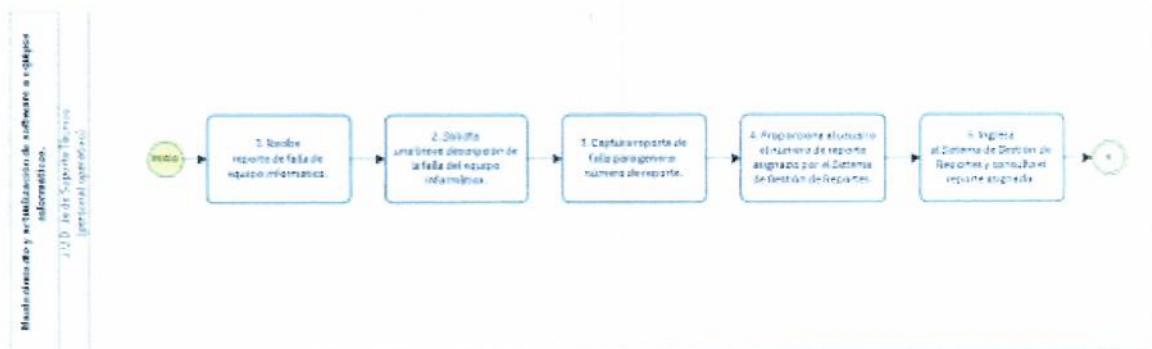 Mantenimiento y actualización de software a equipos
informáticos.
J.U.D. de Soporte Técnico
(personal operativo)
Inicio
1. Recibe
reporte de falla de
equipo informático.
2. Solicita
una breve descripción de
la falla del equipo
informático.
3. Captura reporte de
falla para generar
número de reporte.
4. Proporciona al usuario
el número de reporte
asignado por el Sistema
de Gestión de Reportes.
5. Ingresa
al Sistema de Gestión de
Reportes y consulta el
reporte asignado.